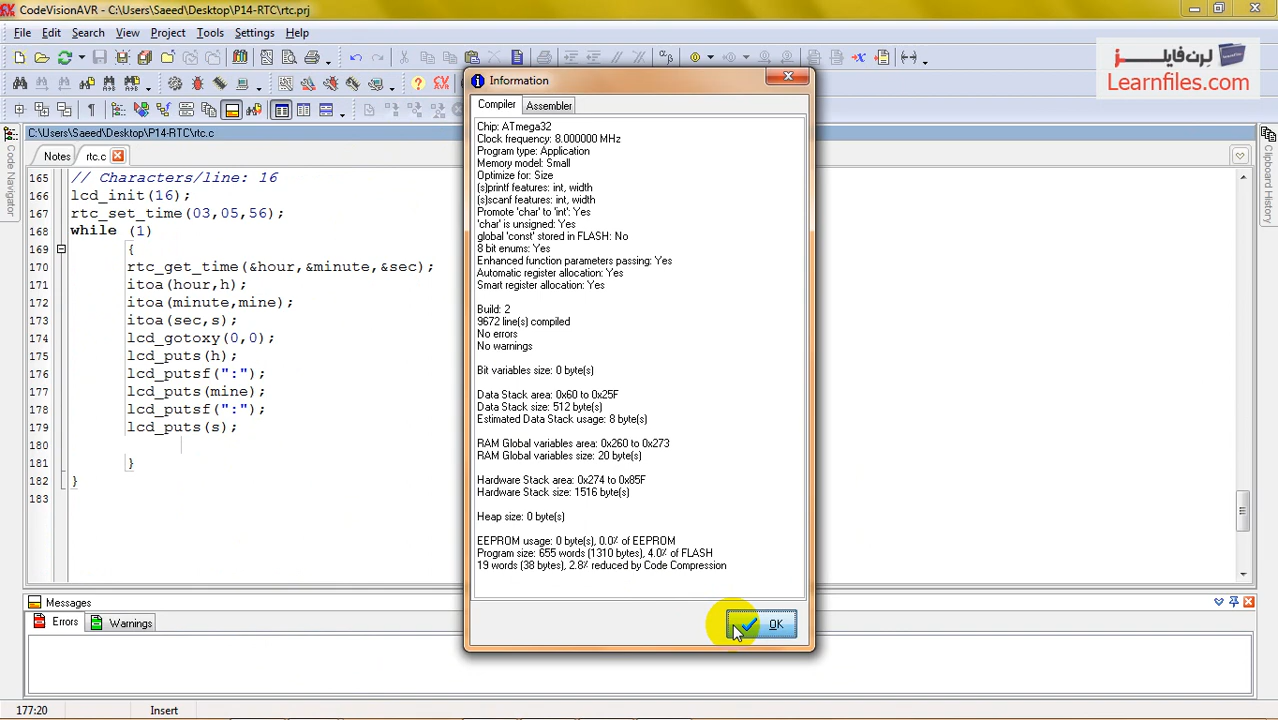 CodeVisionAVR - C:\Users\Saeed\Desktop\P14-RTC\rtc.prj
File Edit Search View Project Tools Settings Help
لرن فایلز
Learnfiles.com
C:\Users\Saeed\Desktop\P14-RTC\rtc.c
Notes rtc.c
Code Navigator
Clipboard History
165 // Characters/line: 16
166 lcd_init(16);
167 rtc_set_time(03,05,56);
168 while (1)
169 {
170 rtc_get_time(&hour,&minute,&sec);
171 itoa(hour,h);
172 itoa(minute,mine);
173 itoa(sec,s);
174 lcd_gotoxy(0,0);
175 lcd_puts(h);
176 lcd_putsf(":");
177 lcd_puts(mine);
178 lcd_putsf(":");
179 lcd_puts(s);
180
181 }
182 }
183
Information
Compiler Assembler
Chip: ATmega32
Clock frequency: 8.000000 MHz
Program type: Application
Memory model: Small
Optimize for: Size
(s)printf features: int, width
(s)scanf features: int, width
Promote 'char' to 'int': Yes
'char' is unsigned: Yes
global 'const' stored in FLASH: No
8 bit enums: Yes
Enhanced function parameters passing: Yes
Automatic register allocation: Yes
Smart register allocation: Yes
Build: 2
9672 line(s) compiled
No errors
No warnings
Bit variables size: 0 byte(s)
Data Stack area: 0x60 to 0x25F
Data Stack size: 512 byte(s)
Estimated Data Stack usage: 8 byte(s)
RAM Global variables area: 0x260 to 0x273
RAM Global variables size: 20 byte(s)
Hardware Stack area: 0x274 to 0x85F
Hardware Stack size: 1516 byte(s)
Heap size: 0 byte(s)
EEPROM usage: 0 byte(s), 0.0% of EEPROM
Program size: 655 words (1310 bytes), 4.0% of FLASH
19 words (38 bytes), 2.8% reduced by Code Compression
OK
Messages
Errors Warnings
177:20 Insert